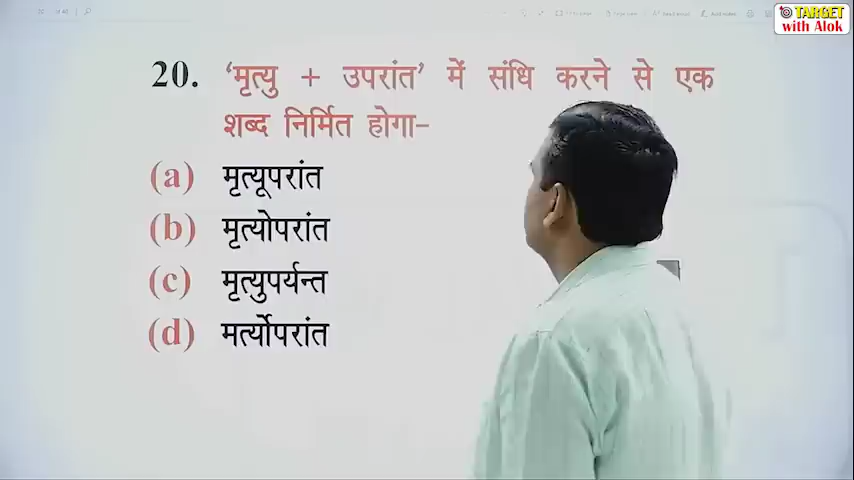 TARGET
with Alok
20. 'मृत्यु + उपरांत' में संधि करने से एक
शब्द निर्मित होगा-
(a) मृत्यूपरांत
(b) मृत्योपरांत
(c) मृत्युपर्यन्त
(d) मर्त्योपरांत